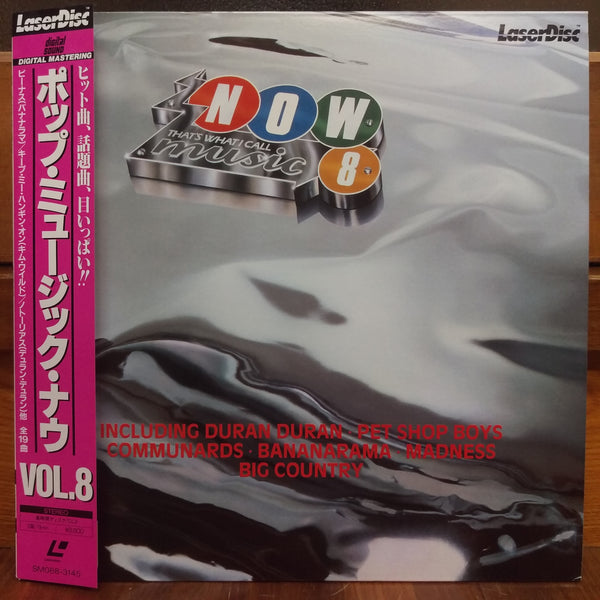 LaserDisc
digital
SOUND
DIGITAL MASTERING
ヒット曲、話題曲、目いっぱい!!
ポップ・ミュージック・ナウ
ビーナス(バナナラマ)/キープ・ミー・ハンギン・オン(キム・ワイルド)/ノトーリアス(デュラン・デュラン)他 全19曲
VOL.8
STEREO
LaserDisc
SM068-3145
LaserDisc
NOW
THAT'S WHAT I CALL
music
8
INCLUDING DURAN DURAN · PET SHOP BOYS
COMMUNARDS · BANANARAMA · MADNESS
BIG COUNTRY